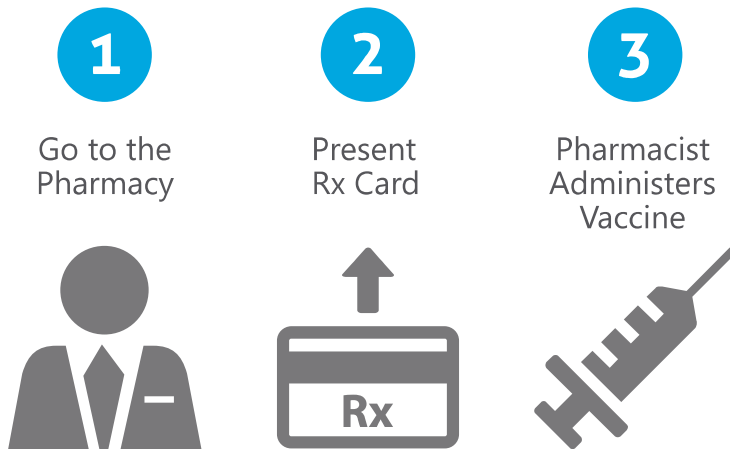 1
Go to the
Pharmacy
2
Present
Rx Card
3
Pharmacist
Administers
Vaccine
Rx